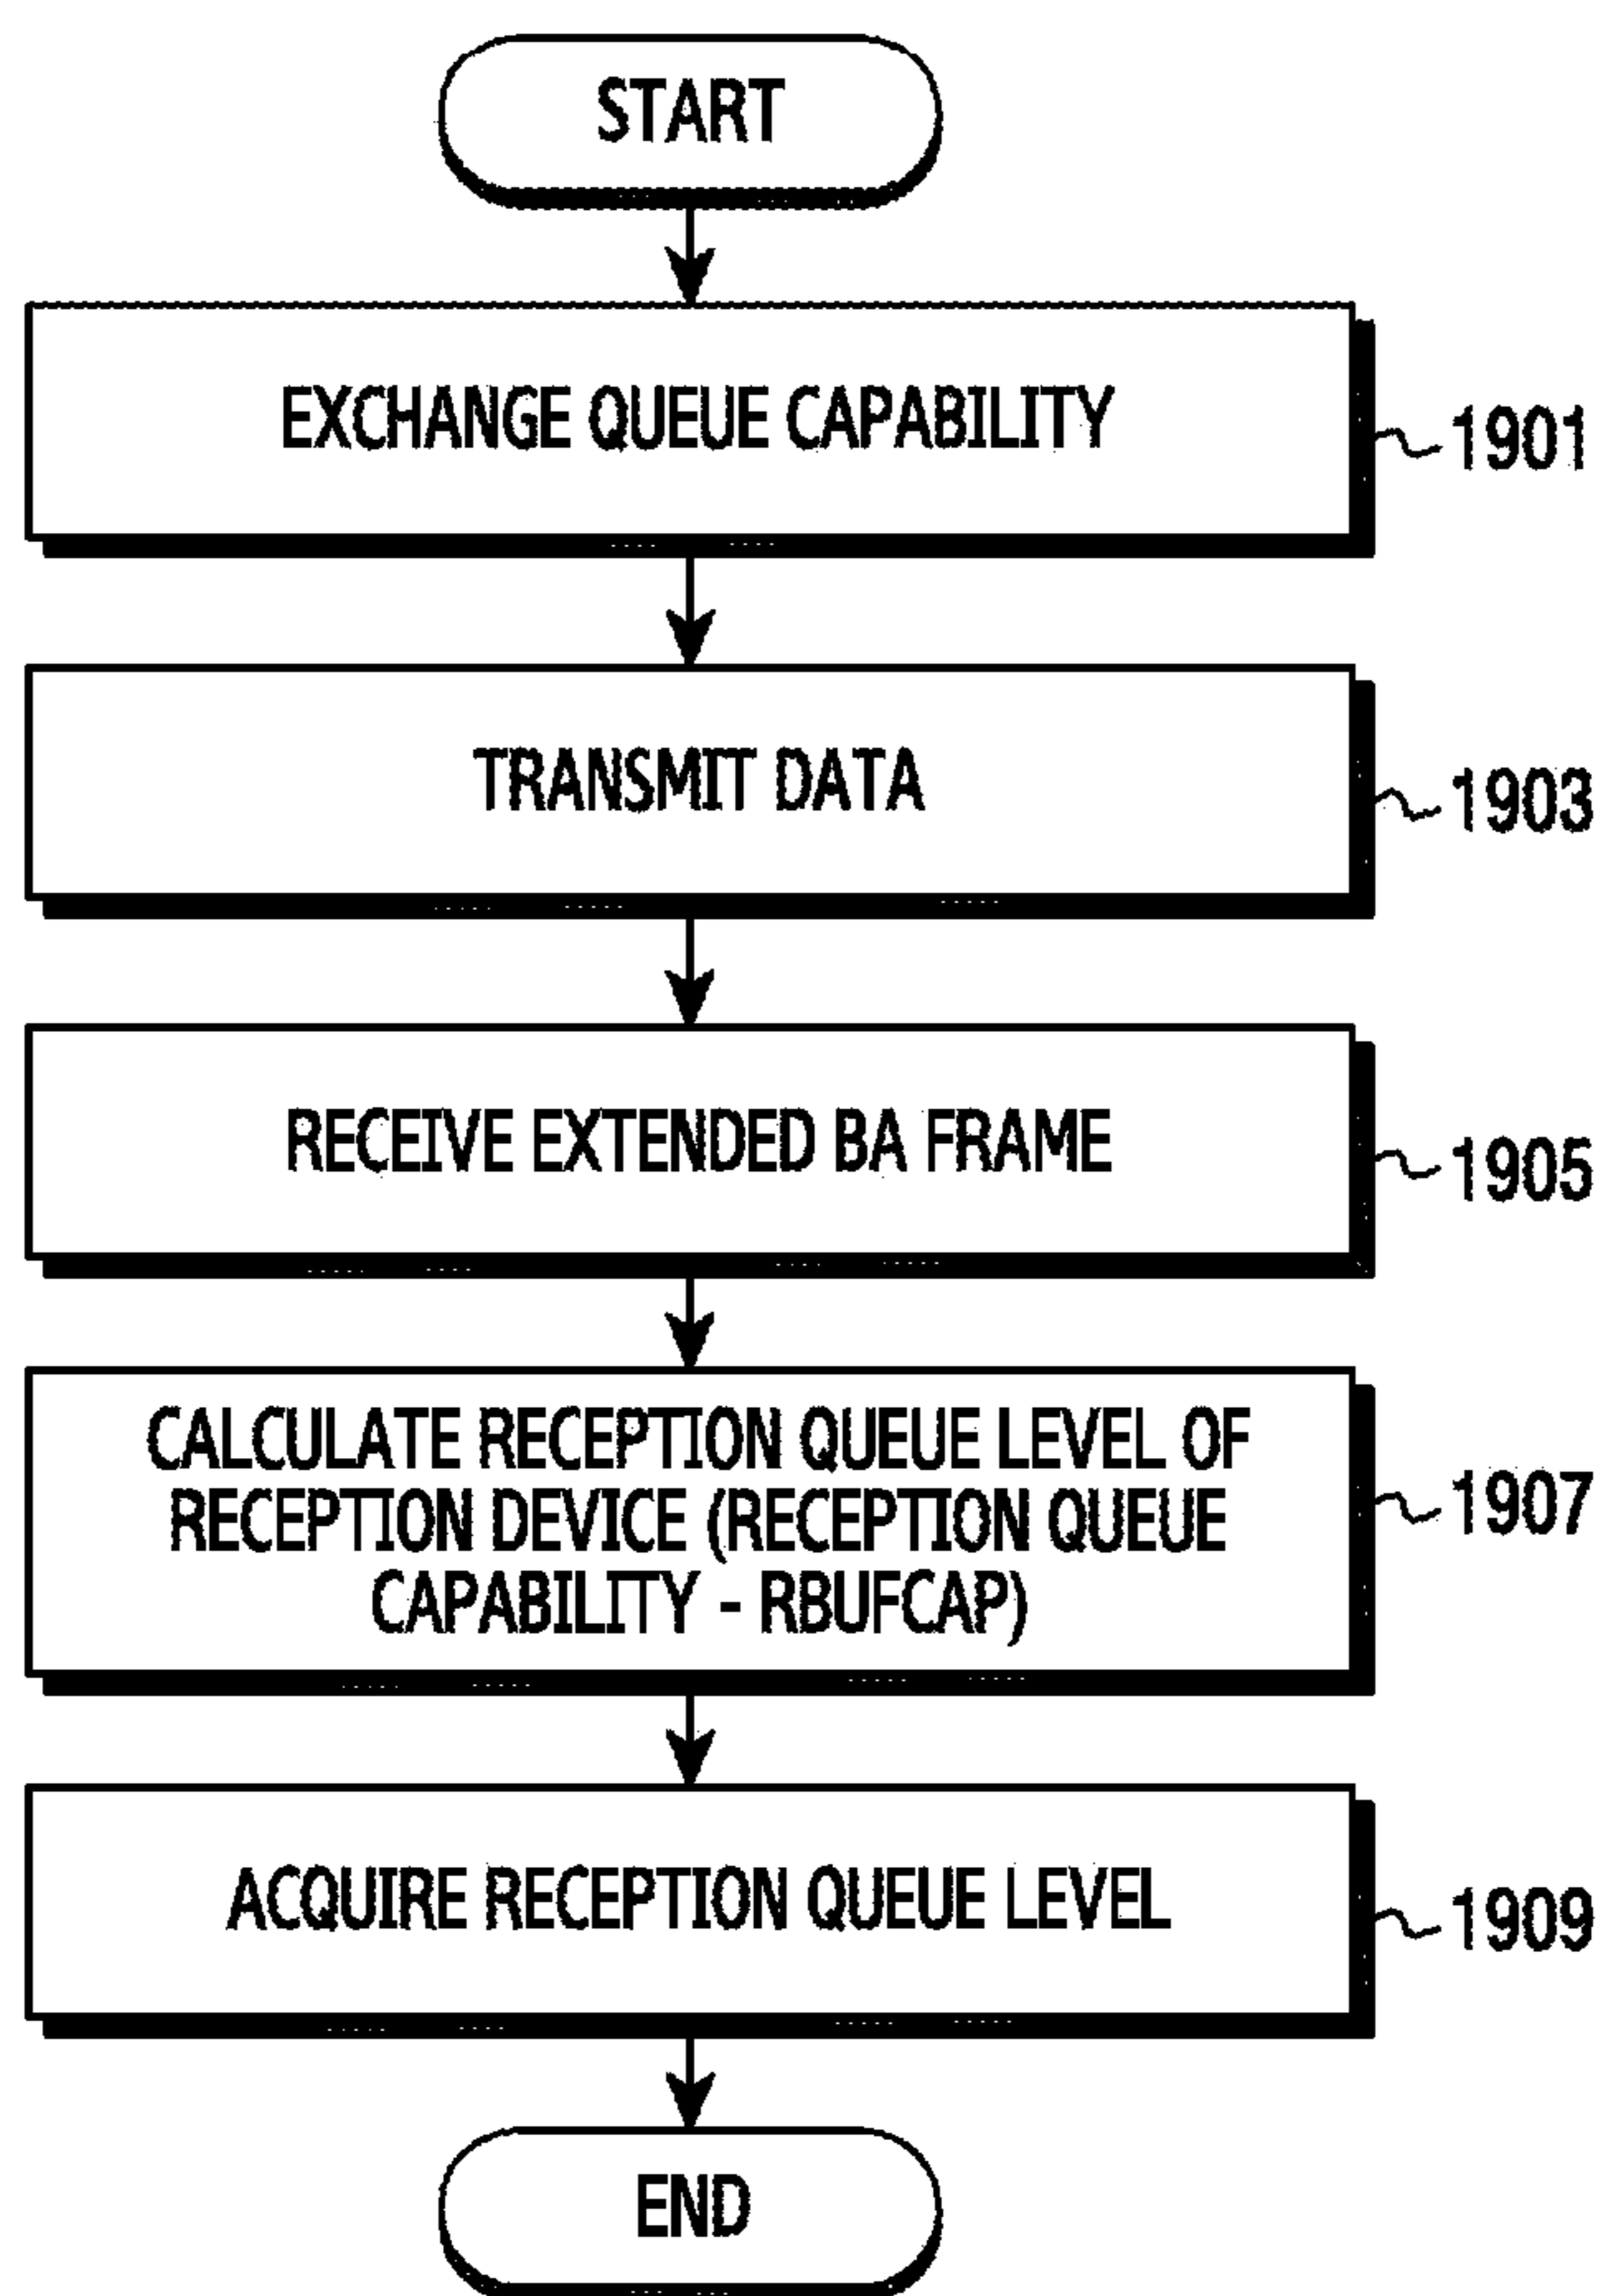 START
EXCHANGE QUEUE CAPABILITY
1901
TRANSMIT DATA
1903
RECEIVE EXTENDED BA FRAME
1905
CALCULATE RECEPTION QUEUE LEVEL OF
RECEPTION DEVICE (RECEPTION QUEUE
CAPABILITY - RBUFCAP)
1907
ACQUIRE RECEPTION QUEUE LEVEL
1909
END